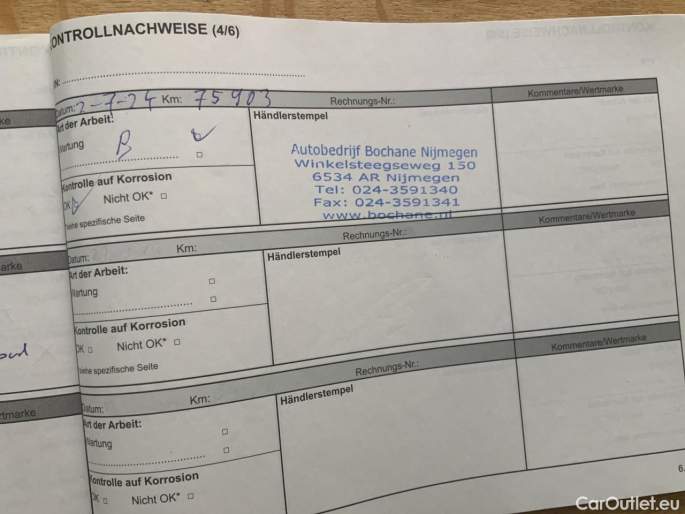 KONTROLLNACHWEISE (4/6)
Datum: 2-7-24 Km: 75903 Rechnungs-Nr.: Kommentare/Wertmarke
Art der Arbeit: Händlerstempel
Wartung B
Kontrolle auf Korrosion
OK Nicht OK*
siehe spezifische Seite
Autobedrijf Bochane Nijmegen
Winkelsteegseweg 150
6534 AR Nijmegen
Tel: 024-3591340
Fax: 024-3591341
www.bochane.nl
Datum: Km: Rechnungs-Nr.: Kommentare/Wertmarke
Art der Arbeit: Händlerstempel
Wartung
Kontrolle auf Korrosion
OK Nicht OK*
siehe spezifische Seite
Datum: Km: Rechnungs-Nr.: Kommentare/Wertmarke
Art der Arbeit: Händlerstempel
Wartung
Kontrolle auf Korrosion
OK Nicht OK*
6.
CarOutlet.eu